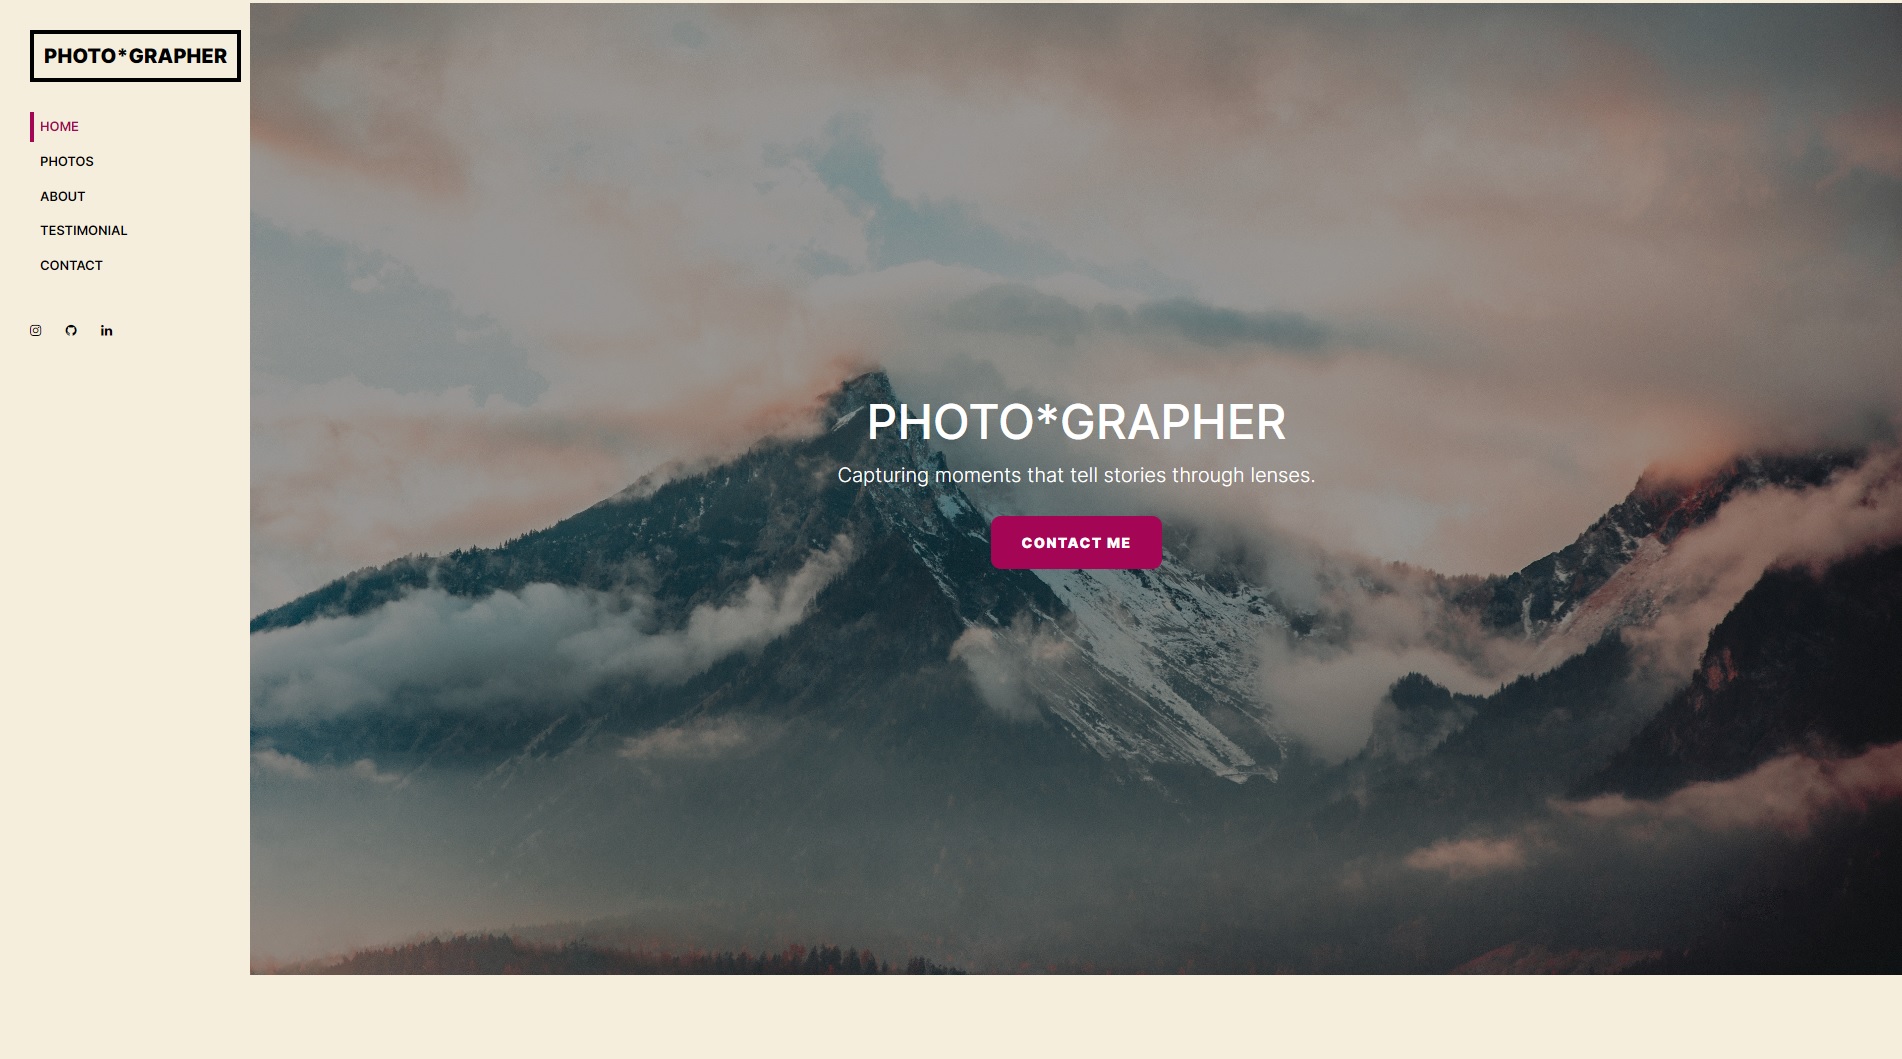 PHOTO*GRAPHER
HOME
PHOTOS
ABOUT
TESTIMONIAL
CONTACT
in
PHOTO*GRAPHER
Capturing moments that tell stories through lenses.
CONTACT ME